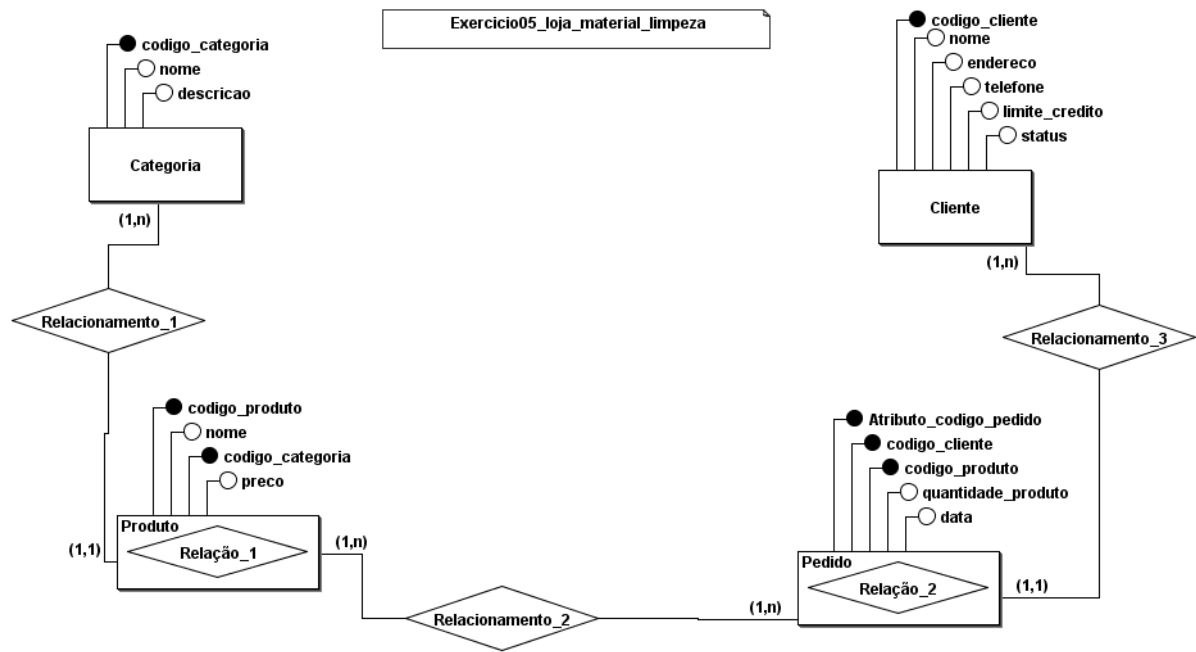 Exercicio05_loja_material_limpeza
codigo_categoria
nome
descricao
Categoria
(1,n)
Relacionamento_1
codigo_cliente
nome
endereco
telefone
limite_credito
status
Cliente
(1,n)
Relacionamento_3
codigo_produto
nome
codigo_categoria
preco
Produto
Relação_1
(1,1)
(1,n)
Relacionamento_2
(1,n)
Atributo_codigo_pedido
codigo_cliente
codigo_produto
quantidade_produto
data
Pedido
Relação_2
(1,1)